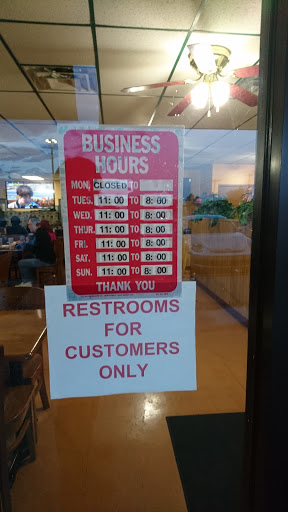 BUSINESS
HOURS
MON. CLOSED TO
TUES. 11:00 TO 8:00
WED. 11:00 TO 8:00
THUR. 11:00 TO 8:00
FRI. 11:00 TO 8:00
SAT. 11:00 TO 8:00
SUN. 11:00 TO 8:00
THANK YOU
RESTROOMS
FOR
CUSTOMERS
ONLY